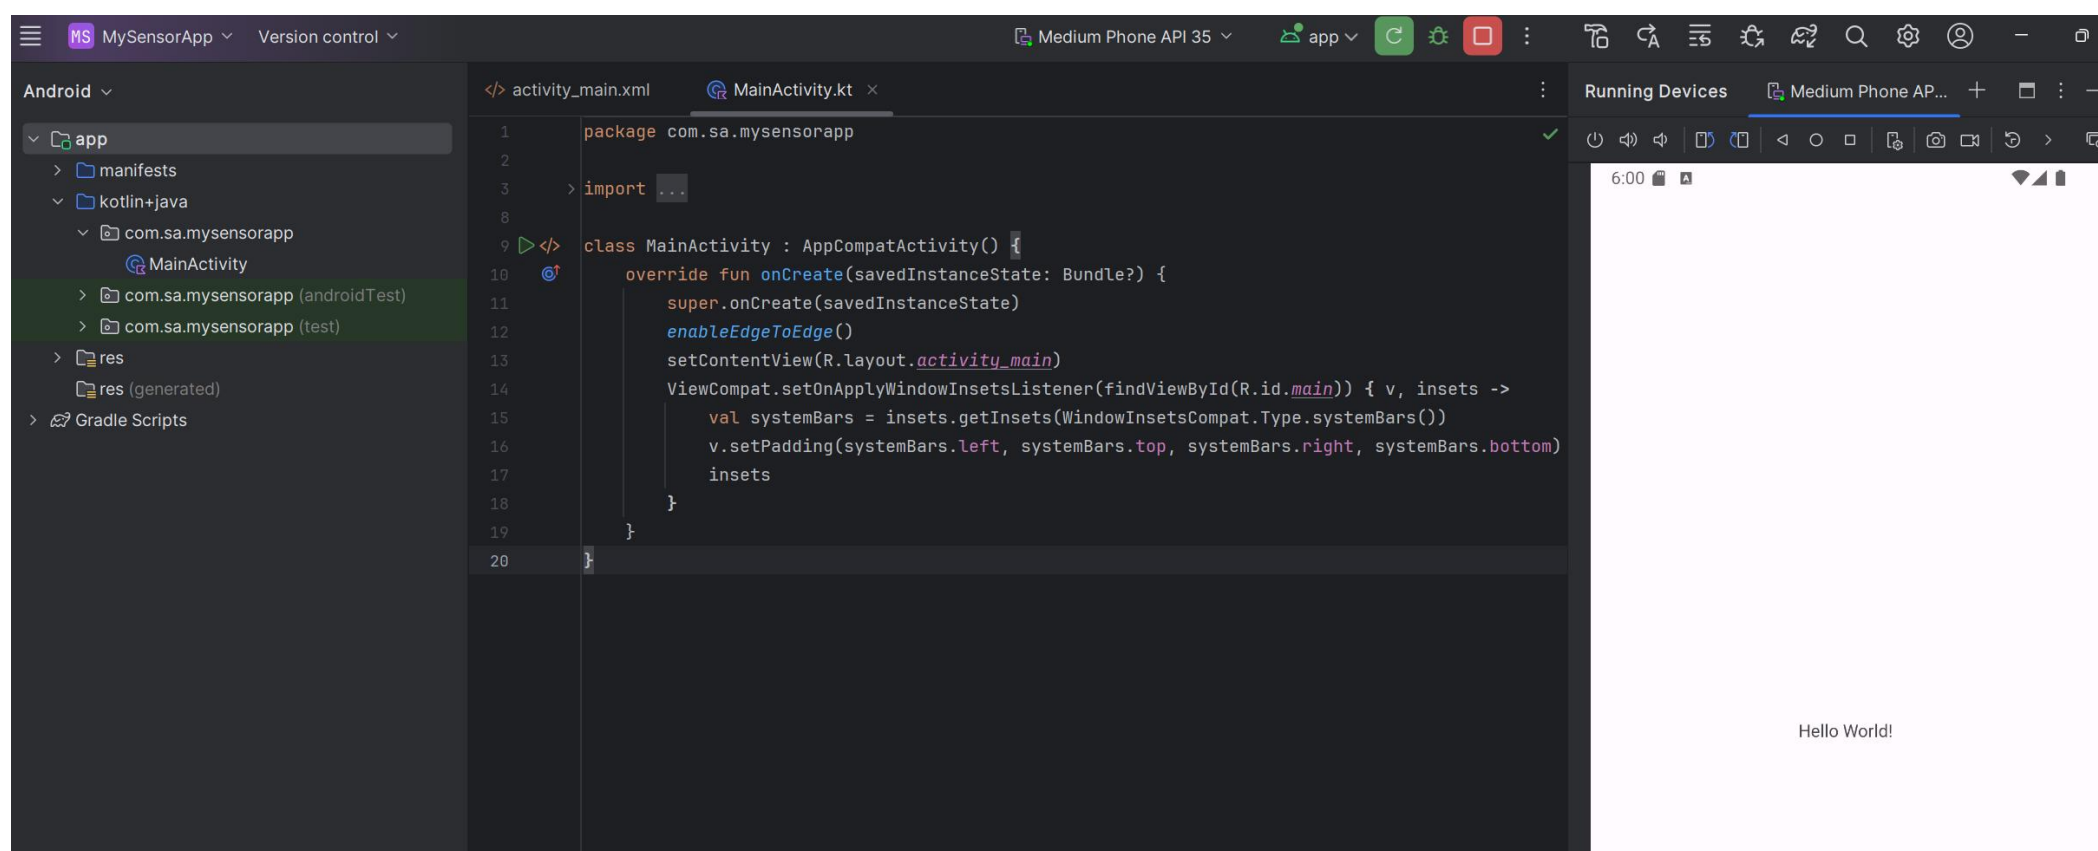 MS MySensorApp Version control Medium Phone API 35 app
Android
app
manifests
kotlin+java
com.sa.mysensorapp
MainActivity
com.sa.mysensorapp (androidTest)
com.sa.mysensorapp (test)
res
res (generated)
Gradle Scripts
</> activity_main.xml MainActivity.kt
1 package com.sa.mysensorapp
2
3 import ...
8
9 </> class MainActivity : AppCompatActivity() {
10 override fun onCreate(savedInstanceState: Bundle?) {
11 super.onCreate(savedInstanceState)
12 enableEdgeToEdge()
13 setContentView(R.layout.activity_main)
14 ViewCompat.setOnApplyWindowInsetsListener(findViewById(R.id.main)) { v, insets ->
15 val systemBars = insets.getInsets(WindowInsetsCompat.Type.systemBars())
16 v.setPadding(systemBars.left, systemBars.top, systemBars.right, systemBars.bottom)
17 insets
18 }
19 }
20 }
Running Devices Medium Phone AP...
6:00
Hello World!